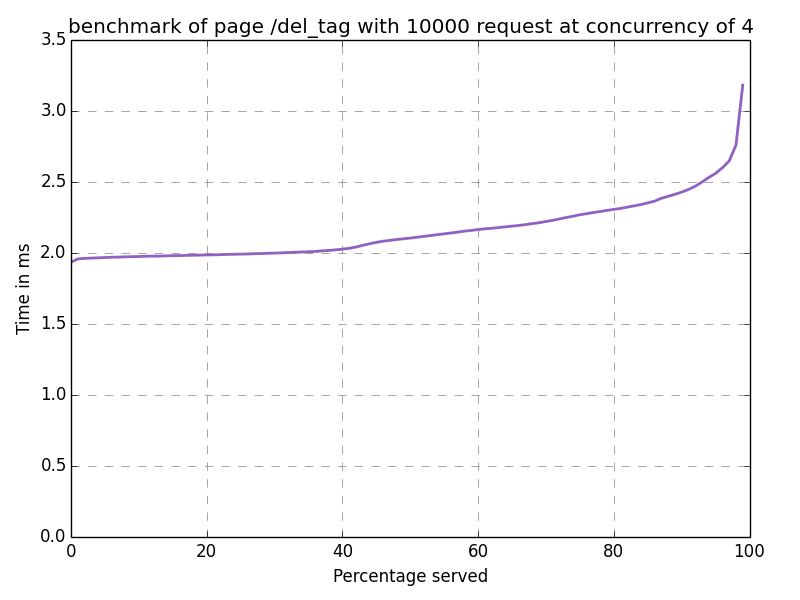 benchmark of page /del_tag with 10000 request at concurrency of 4
3.5
3.0
2.5
2.0
1.5
1.0
0.5
0.0
Time in ms
0 20 40 60 80 100
Percentage served